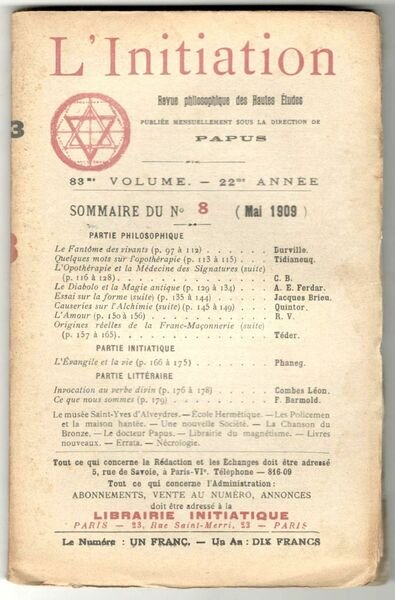 L'Initiation
Revue philosophique des Hautes Études
PUBLIÉE MENSUELLEMENT SOUS LA DIRECTION DE
PAPUS
83me VOLUME. — 22me ANNÉE
SOMMAIRE DU No 8 (Mai 1909)
PARTIE PHILOSOPHIQUE
Le Fantôme des vivants (p. 97 à 112) . . . . . . Durville.
Quelques mots sur l'opothérapie (p. 113 à 115) . . . Tidianeuq.
L'Opothérapie et la Médecine des Signatures (suite)
(p. 116 à 128) . . . . . . C. B.
Le Diabolo et la Magie antique (p. 129 à 134) . . . A. E. Ferdar.
Essai sur la forme (suite) (p. 135 à 144) . . . . Jacques Brieu.
Causeries sur l'Alchimie (suite) (p. 145 à 149) . . . Quintor.
L'Amour (p. 150 à 156) . . . . . . R. V.
Origines réelles de la Franc-Maçonnerie (suite)
(p. 157 à 165) . . . . . . Téder.
PARTIE INITIATIQUE
L'Évangile et la vie (p. 166 à 175) . . . . . . Phaneg.
PARTIE LITTÉRAIRE
Invocation au verbe divin (p. 176 à 178) . . . . . Combes Léon.
Ce que nous sommes (p. 179) . . . . . . F. Barmold.
Le musée Saint-Yves d'Alveydres. — École Hermétique. — Les Policemen
et la maison hantée. — Une nouvelle Société. — La Chanson du
Bronze. — Le docteur Papus. — Librairie du magnétisme. — Livres
nouveaux. — Errata. — Nécrologie.
Tout ce qui concerne la Rédaction et les Échanges doit être adressé
5, rue de Savoie, à Paris-VIe. Téléphone — 816-09
Tout ce qui concerne l'Administration:
ABONNEMENTS, VENTE AU NUMÉRO, ANNONCES
doit être adressé à la
LIBRAIRIE INITIATIQUE
PARIS — 23, Rue Saint-Merri, 23 — PARIS
Le Numéro : UN FRANC. — Un An : DIX FRANCS